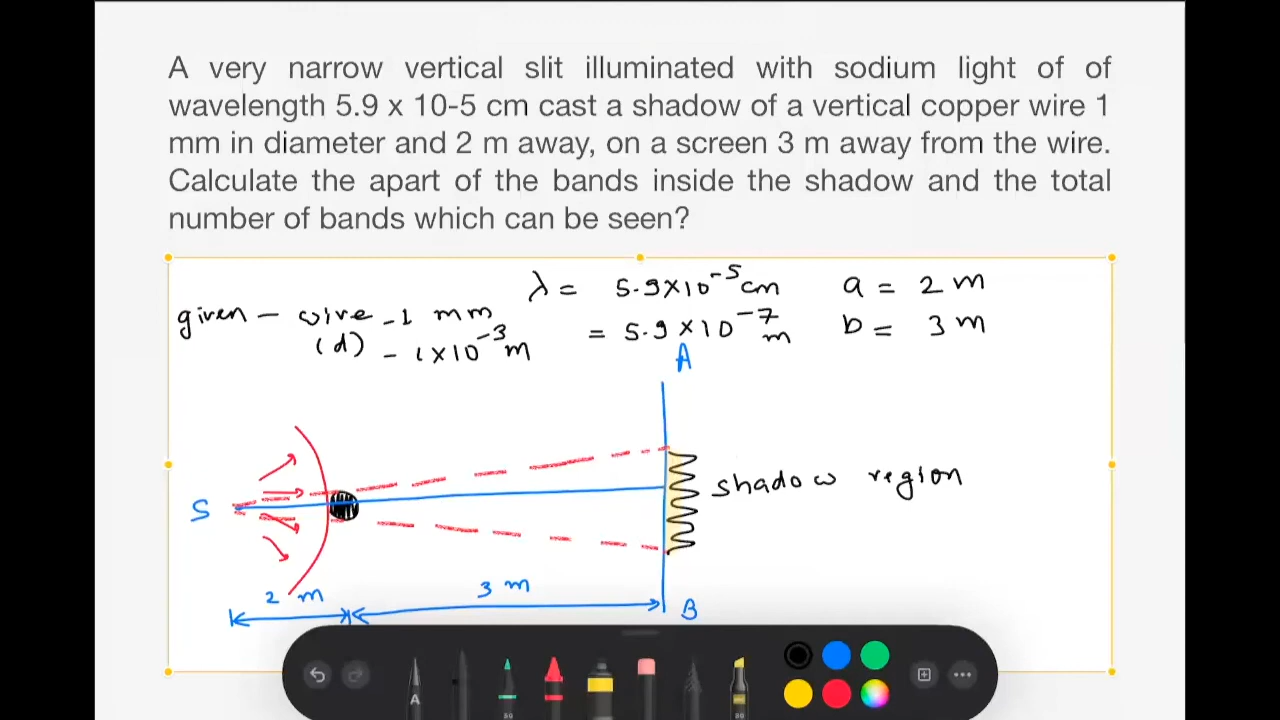 A very narrow vertical slit illuminated with sodium light of of
wavelength 5.9 x 10-5 cm cast a shadow of a vertical copper wire 1
mm in diameter and 2 m away, on a screen 3 m away from the wire.
Calculate the apart of the bands inside the shadow and the total
number of bands which can be seen?
given - wire - 1 mm
(d) - 1 × 10⁻³ m
λ = 5.9×10⁻⁵ cm
= 5.9 × 10⁻⁷ m
a = 2 m
b = 3 m
A
S
shadow region
2 m
3 m
B
A